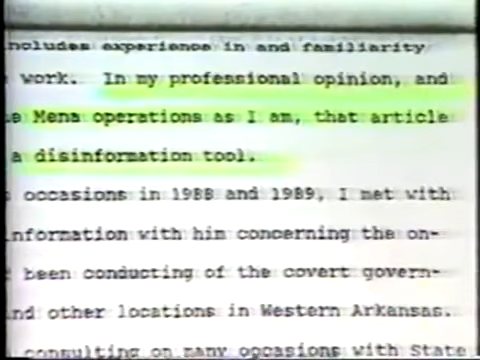 ncludes experience in and familiarity
work. In my professional opinion, and
e Mena operations as I am, that article
a disinformation tool.
s occasions in 1988 and 1989, I met with
nformation with him concerning the on-
d been conducting of the covert govern-
nd other locations in Western Arkansas.
consulting on many occasions with State